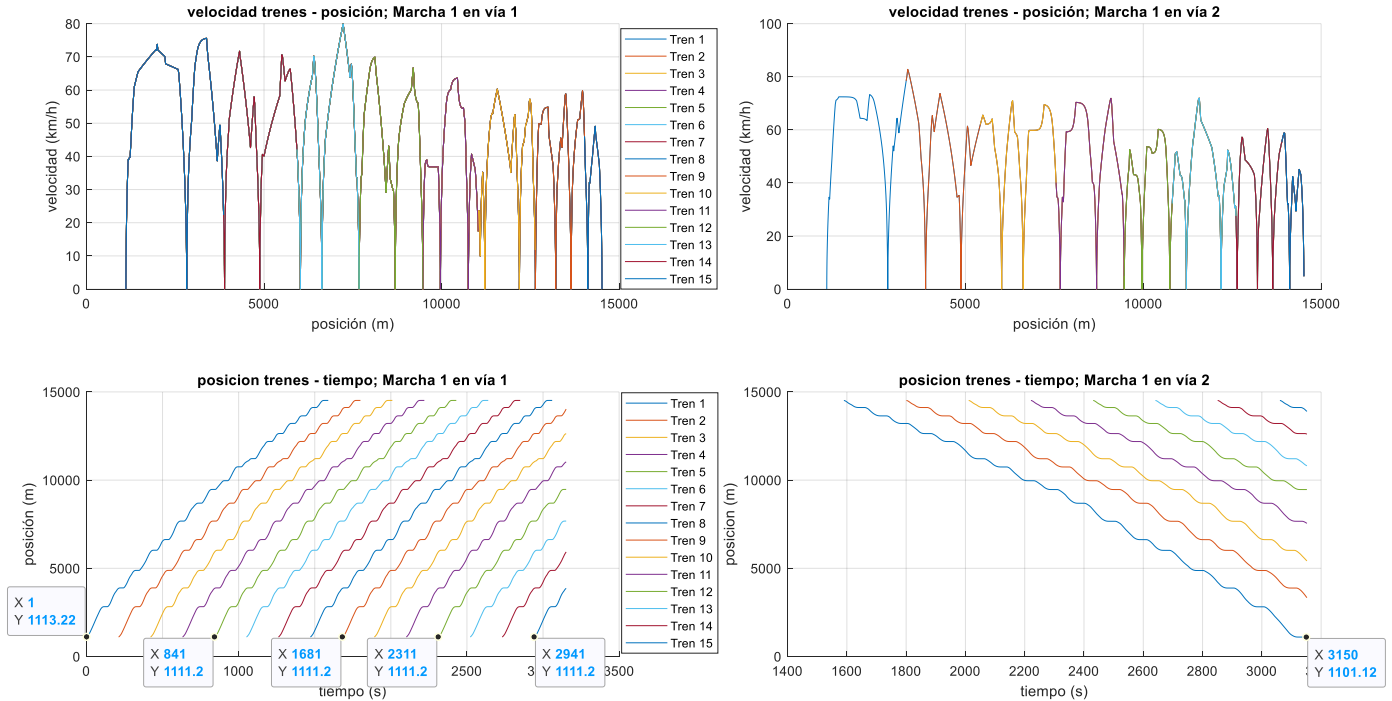 velocidad trenes - posición; Marcha 1 en vía 1
80
70
60
50
40
30
20
10
0
velocidad (km/h)
0
5000
10000
15000
posición (m)
Tren 1
Tren 2
Tren 3
Tren 4
Tren 5
Tren 6
Tren 7
Tren 8
Tren 9
Tren 10
Tren 11
Tren 12
Tren 13
Tren 14
Tren 15
velocidad trenes - posición; Marcha 1 en vía 2
100
80
60
40
20
0
velocidad (km/h)
0
5000
10000
15000
posición (m)
posicion trenes - tiempo; Marcha 1 en vía 1
15000
10000
5000
0
posición (m)
X 1
Y 1113.22
X 841
Y 1111.2
X 1681
Y 1111.2
X 2311
Y 1111.2
X 2941
Y 1111.2
0
1000
2500
3500
tiempo (s)
Tren 1
Tren 2
Tren 3
Tren 4
Tren 5
Tren 6
Tren 7
Tren 8
Tren 9
Tren 10
Tren 11
Tren 12
Tren 13
Tren 14
Tren 15
posicion trenes - tiempo; Marcha 1 en vía 2
15000
10000
5000
0
posicion (m)
1400
1600
1800
2000
2200
2400
2600
2800
3000
X 3150
Y 1101.12
tiempo (s)